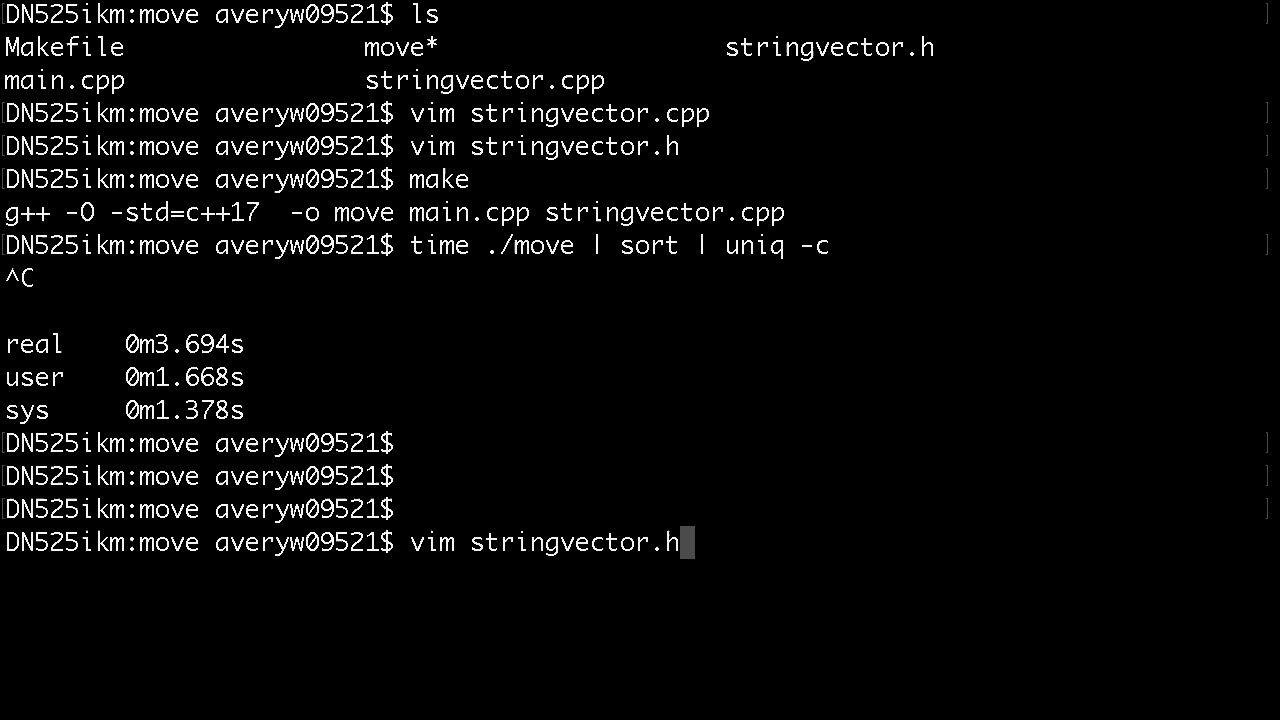 DN525ikm:move averyw09521$ ls
Makefile                move*                   stringvector.h
main.cpp                stringvector.cpp
DN525ikm:move averyw09521$ vim stringvector.cpp
DN525ikm:move averyw09521$ vim stringvector.h
DN525ikm:move averyw09521$ make
g++ -O -std=c++17  -o move main.cpp stringvector.cpp
DN525ikm:move averyw09521$ time ./move | sort | uniq -c
^C
real    0m3.694s
user    0m1.668s
sys     0m1.378s
DN525ikm:move averyw09521$
DN525ikm:move averyw09521$
DN525ikm:move averyw09521$
DN525ikm:move averyw09521$ vim stringvector.h